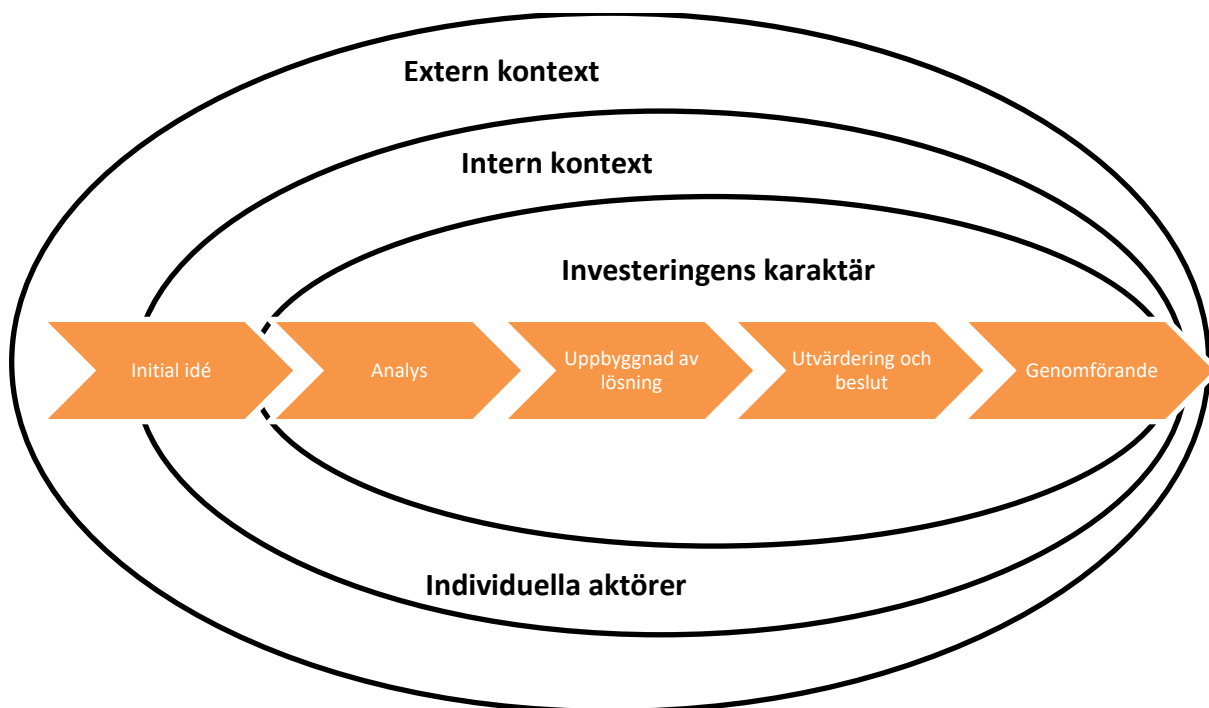 Extern kontext
Intern kontext
Investeringens karaktär
Initial idé
Analys
Uppbyggnad av
lösning
Utvärdering och
beslut
Genomförande
Individuella aktörer